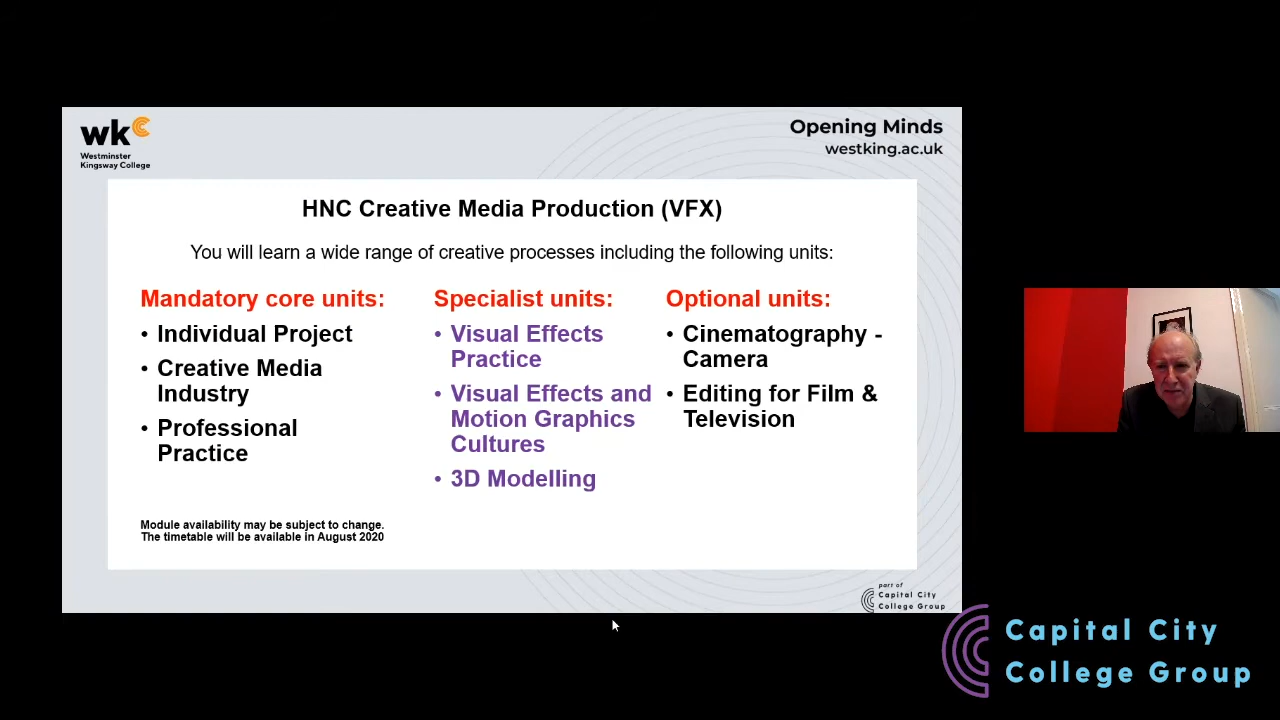 wk
Westminster
Kingsway College
Opening Minds
westking.ac.uk
HNC Creative Media Production (VFX)
You will learn a wide range of creative processes including the following units:
Mandatory core units:
• Individual Project
• Creative Media
Industry
• Professional
Practice
Specialist units:
• Visual Effects
Practice
• Visual Effects and
Motion Graphics
Cultures
• 3D Modelling
Optional units:
• Cinematography -
Camera
• Editing for Film &
Television
Module availability may be subject to change.
The timetable will be available in August 2020
part of
Capital City
College Group
Capital City
College Group